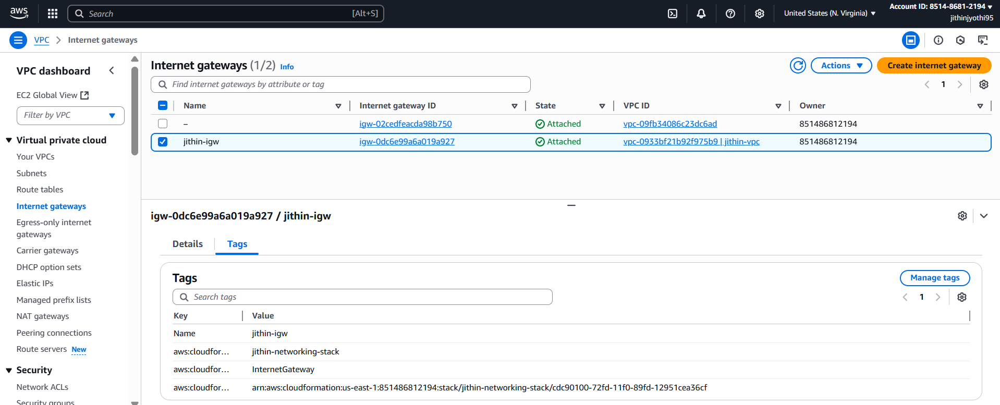 aws
Search [Alt+S]
United States (N. Virginia)
Account ID: 8514-8681-2194
jithinjyothi95
VPC
Internet gateways
VPC dashboard
EC2 Global View
Filter by VPC
Virtual private cloud
Your VPCs
Subnets
Route tables
Internet gateways
Egress-only internet
gateways
Carrier gateways
DHCP option sets
Elastic IPs
Managed prefix lists
NAT gateways
Peering connections
Route servers New
Security
Network ACLs
Security groups
Internet gateways (1/2) Info
Actions
Create internet gateway
Find internet gateways by attribute or tag
1
Name Internet gateway ID State VPC ID Owner
– igw-02cedfeacda98b750 Attached vpc-09fb34086c23dc6ad 851486812194
jithin-igw igw-0dc6e99a6a019a927 Attached vpc-0933bf21b92f975b9 | jithin-vpc 851486812194
igw-0dc6e99a6a019a927 / jithin-igw
Details Tags
Tags
Manage tags
Search tags
1
Key Value
Name jithin-igw
aws:cloudfor… jithin-networking-stack
aws:cloudfor… InternetGateway
aws:cloudfor… arn:aws:cloudformation:us-east-1:851486812194:stack/jithin-networking-stack/cdc90100-72fd-11f0-89fd-12951cea36cf